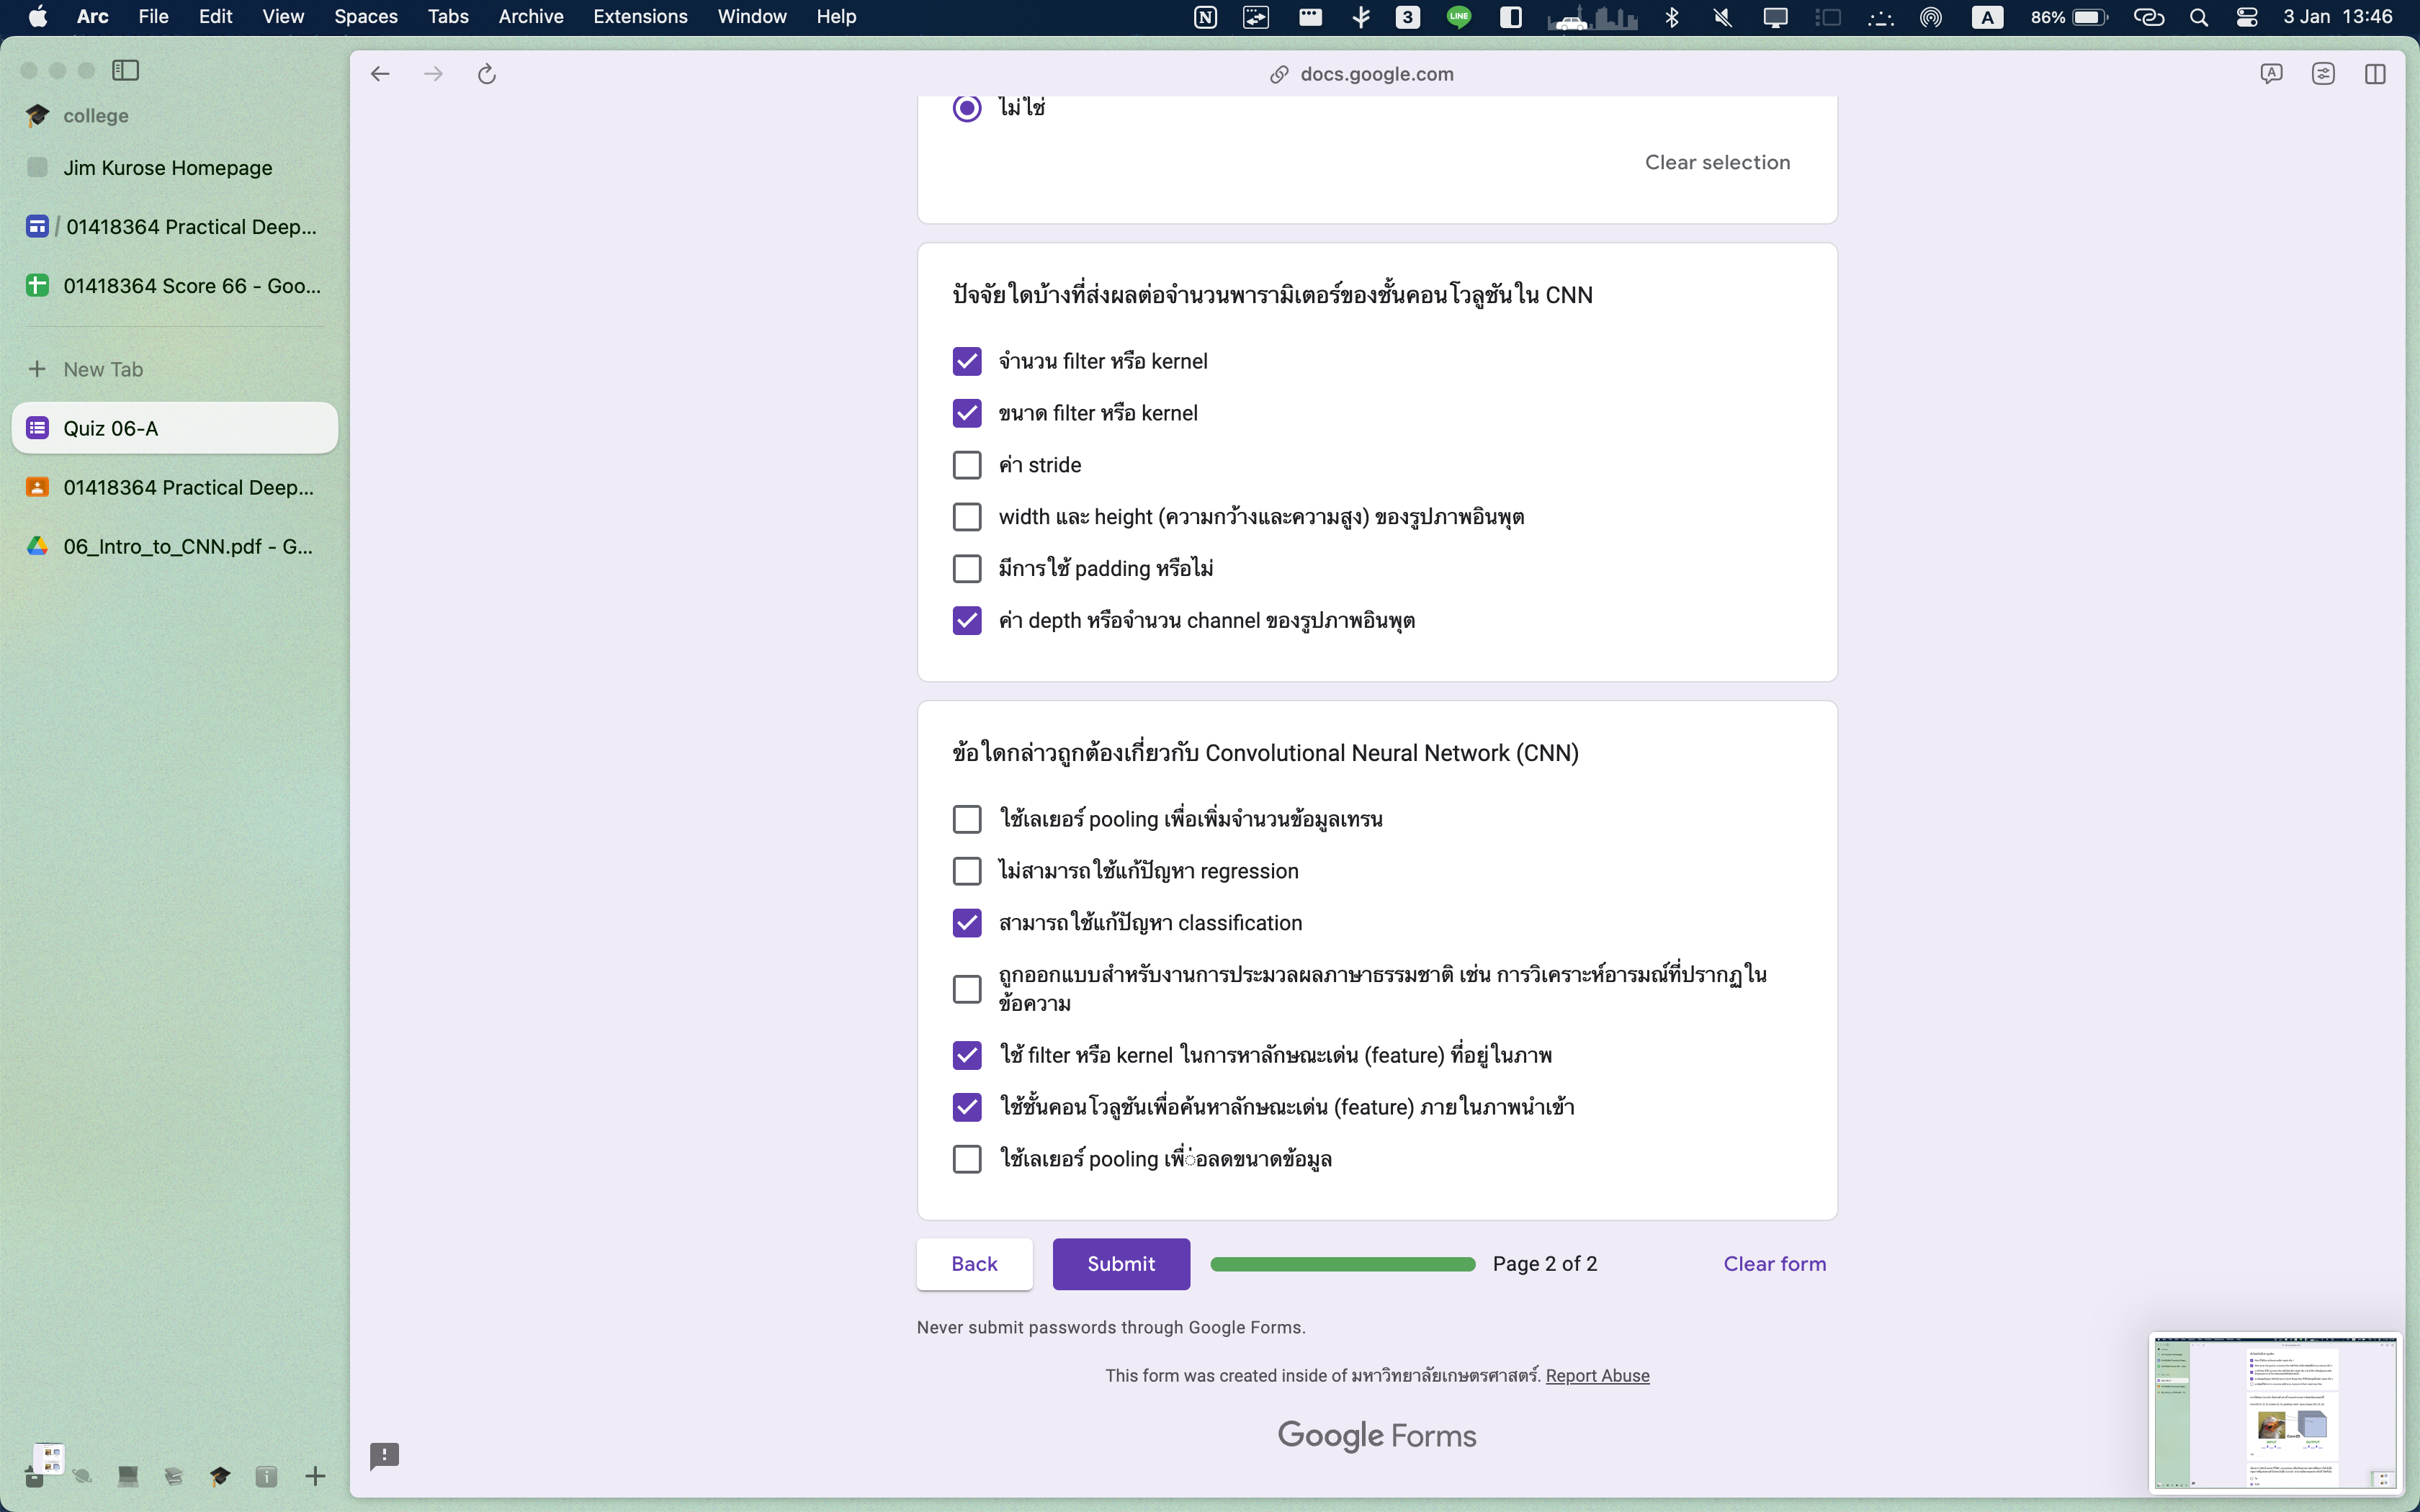 Arc File Edit View Spaces Tabs Archive Extensions Window Help N 3 LINE A 86% 3 Jan 13:46
college
Jim Kurose Homepage
/ 01418364 Practical Deep...
01418364 Score 66 - Goo...
New Tab
Quiz 06-A
01418364 Practical Deep...
06_Intro_to_CNN.pdf - G...
docs.google.com
ไม่ใช่
Clear selection
ปัจจัยใดบ้างที่ส่งผลต่อจำนวนพารามิเตอร์ของชั้นคอนโวลูชันใน CNN
จำนวน filter หรือ kernel
ขนาด filter หรือ kernel
ค่า stride
width และ height (ความกว้างและความสูง) ของรูปภาพอินพุต
มีการใช้ padding หรือไม่
ค่า depth หรือจำนวน channel ของรูปภาพอินพุต
ข้อใดกล่าวถูกต้องเกี่ยวกับ Convolutional Neural Network (CNN)
ใช้เลเยอร์ pooling เพื่อเพิ่มจำนวนข้อมูลเทรน
ไม่สามารถใช้แก้ปัญหา regression
สามารถใช้แก้ปัญหา classification
ถูกออกแบบสำหรับงานการประมวลผลภาษาธรรมชาติ เช่น การวิเคราะห์อารมณ์ที่ปรากฏใน
ข้อความ
ใช้ filter หรือ kernel ในการหาลักษณะเด่น (feature) ที่อยู่ในภาพ
ใช้ชั้นคอนโวลูชันเพื่อค้นหาลักษณะเด่น (feature) ภายในภาพนำเข้า
ใช้เลเยอร์ pooling เพื่่อลดขนาดข้อมูล
Back Submit Page 2 of 2 Clear form
Never submit passwords through Google Forms.
This form was created inside of มหาวิทยาลัยเกษตรศาสตร์. Report Abuse
Google Forms